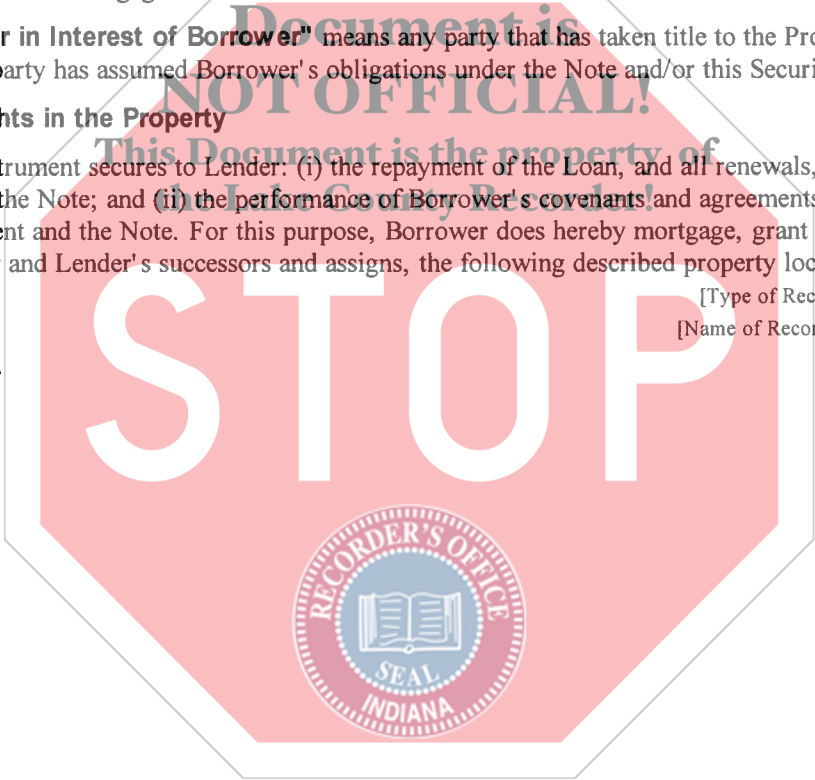 Document is
r in Interest of Borrower" means any party that has taken title to the Pro
party has assumed Borrower's obligations under the Note and/or this Securi
NOT OFFICIAL!
hts in the Property
This Document is the property of
trument secures to Lender: (i) the repayment of the Loan, and all renewals,
the Lake County Recorder!
the Note; and (ii) the performance of Borrower's covenants and agreements
ent and the Note. For this purpose, Borrower does hereby mortgage, grant
and Lender's successors and assigns, the following described property loc
[Type of Rec
[Name of Recor
STOP
RECORDER'S OFFICE
SEAL
INDIANA